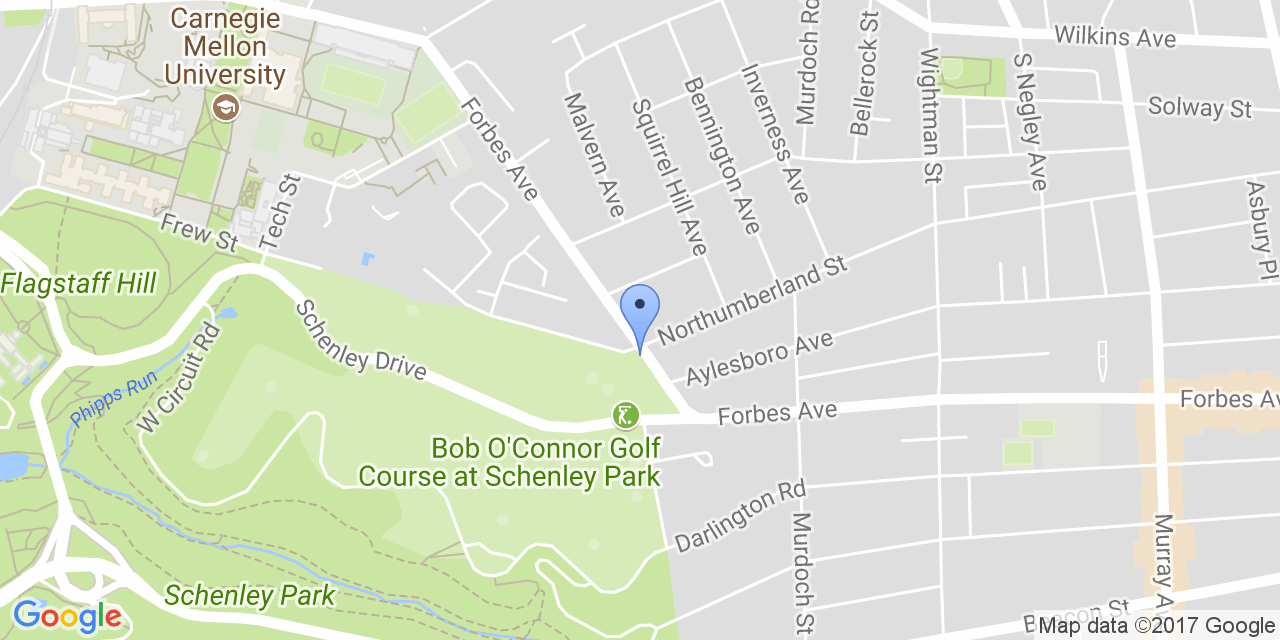 Carnegie
Mellon
University
Wilkins Ave
Murdoch Rd
Bellerock St
Wightman St
S Negley Ave
Solway St
Asbury Pl
Forbes Ave
Malvern Ave
Squirrel Hill Ave
Bennington Ave
Inverness Ave
Frew St
Tech St
Flagstaff Hill
Schenley Drive
W Circuit Rd
Phipps Run
Northumberland St
Aylesboro Ave
Forbes Ave
Forbes Av
Bob O'Connor Golf
Course at Schenley Park
Darlington Rd
Murdoch St
Murray A
Schenley Park
Google
Map data ©2017 Google